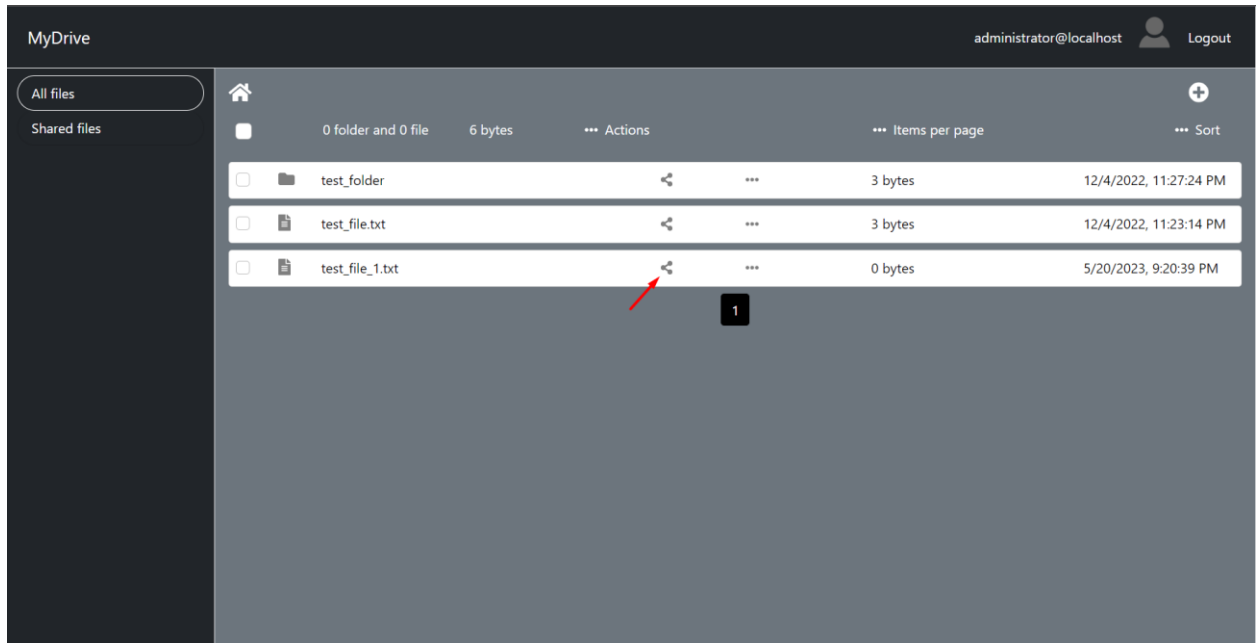 MyDrive administrator@localhost Logout
All files
Shared files
0 folder and 0 file 6 bytes ••• Actions ••• Items per page ••• Sort
test_folder ••• 3 bytes 12/4/2022, 11:27:24 PM
test_file.txt ••• 3 bytes 12/4/2022, 11:23:14 PM
test_file_1.txt ••• 0 bytes 5/20/2023, 9:20:39 PM
1